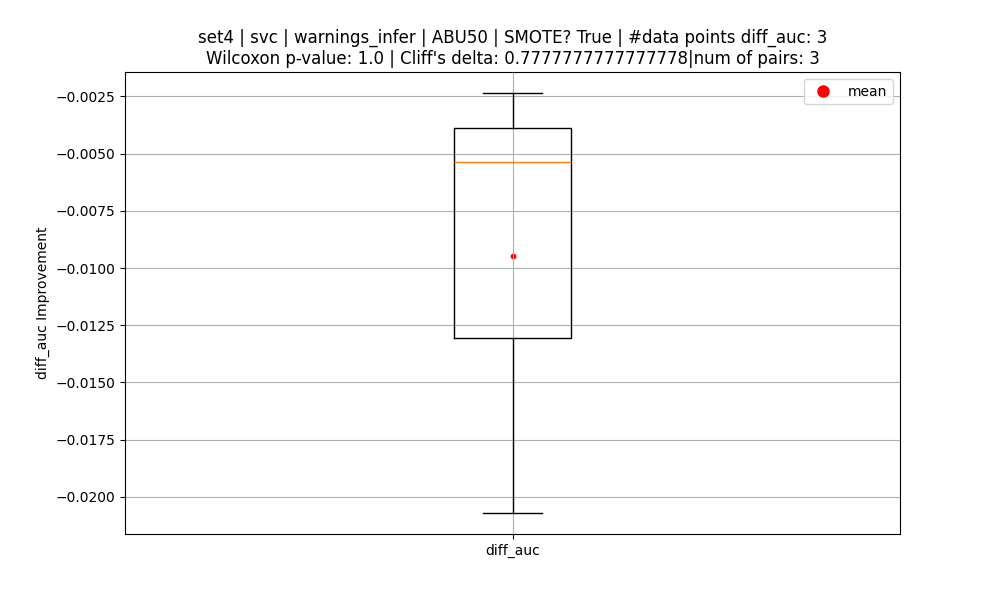 set4 | svc | warnings_infer | ABU50 | SMOTE? True | #data points diff_auc: 3
Wilcoxon p-value: 1.0 | Cliff's delta: 0.7777777777777778|num of pairs: 3
mean
−0.0025
−0.0050
−0.0075
−0.0100
−0.0125
−0.0150
−0.0175
−0.0200
diff_auc Improvement
diff_auc